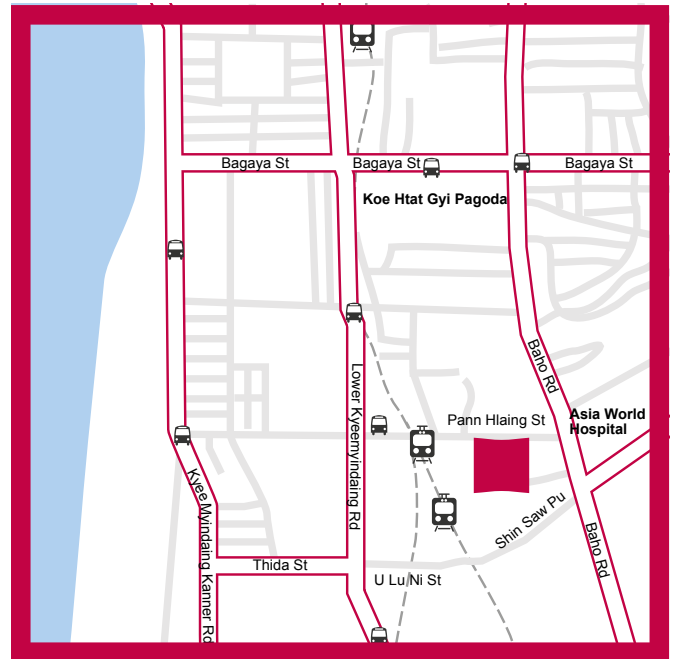 Bagaya St
Bagaya St
Bagaya St
Koe Htat Gyi Pagoda
Baho Rd
Lower Kyeemyindaing Rd
Pann Hlaing St
Asia World
Hospital
Kyee Myindaing Kanner Rd
Shin Saw Pu
Baho Rd
Thida St
U Lu Ni St